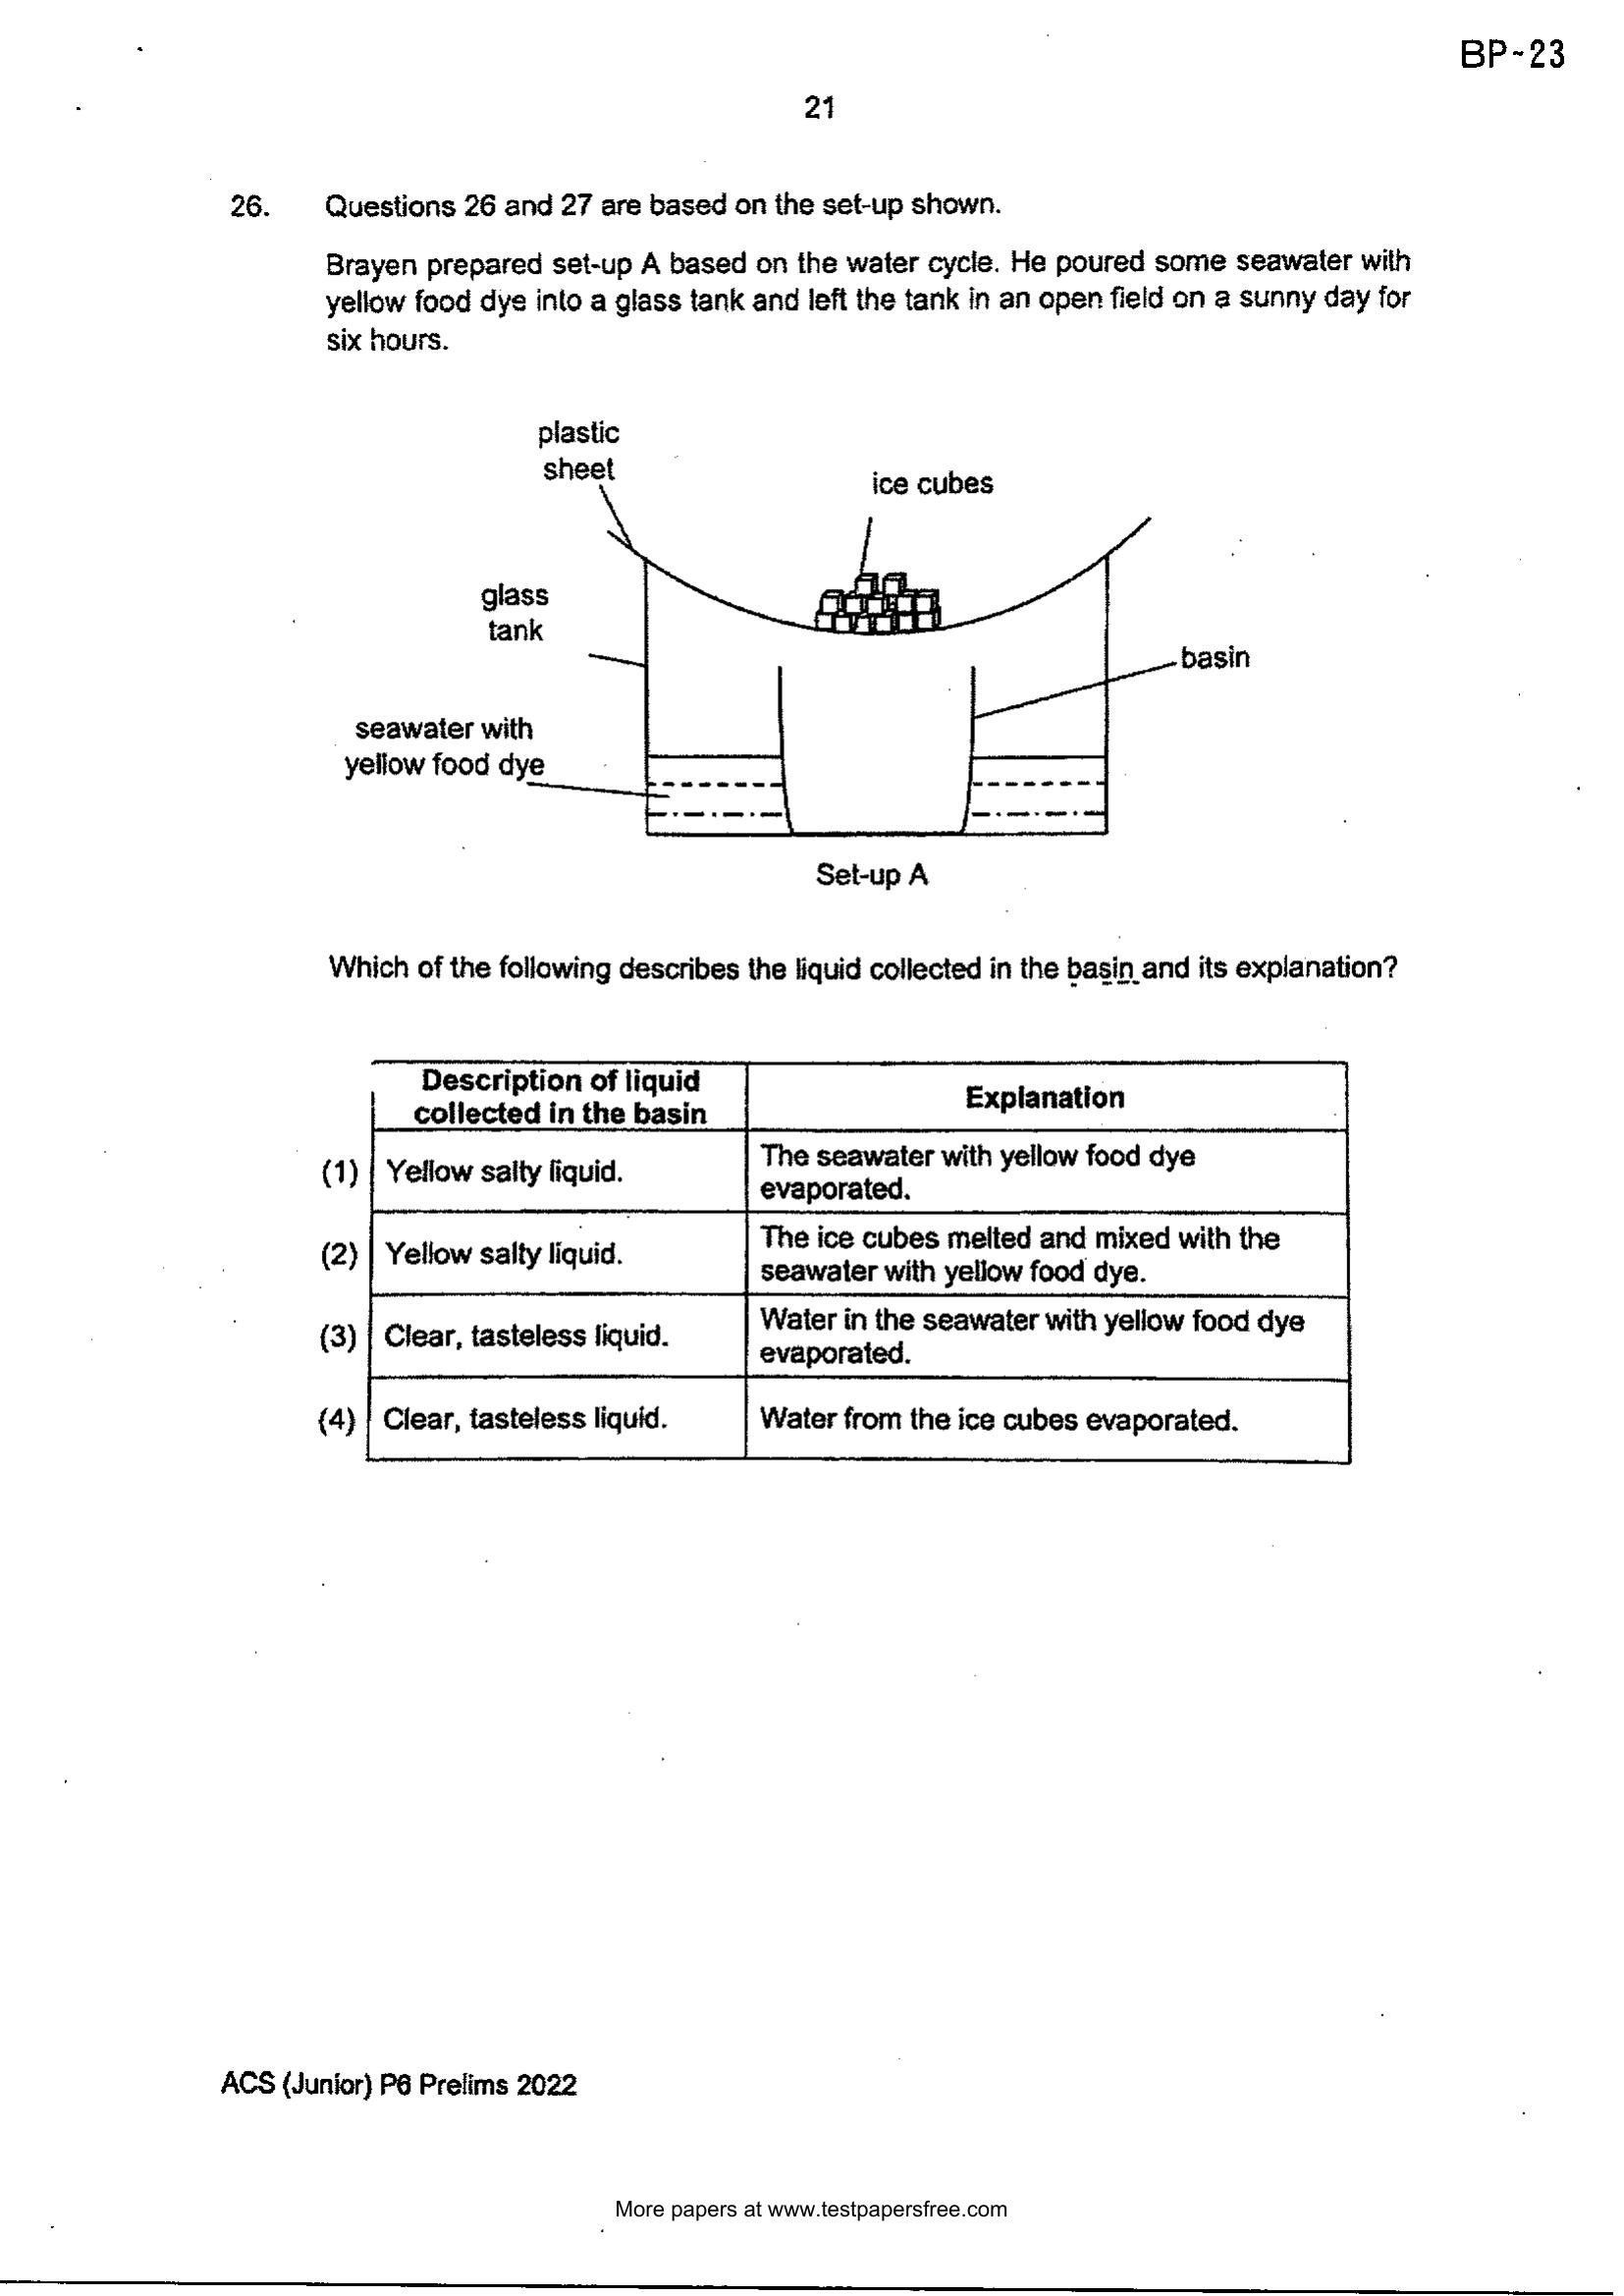 BP-23
21
26. Questions 26 and 27 are based on the set-up shown.
Brayen prepared set-up A based on the water cycle. He poured some seawater with
yellow food dye into a glass tank and left the tank in an open field on a sunny day for
six hours.
plastic
sheet
ice cubes
glass
tank
basin
seawater with
yellow food dye
Set-up A
Which of the following describes the liquid collected in the basin and its explanation?
Description of liquid
collected in the basin
Explanation
(1) Yellow salty liquid.
The seawater with yellow food dye
evaporated.
(2) Yellow salty liquid.
The ice cubes melted and mixed with the
seawater with yellow food dye.
(3) Clear, tasteless liquid.
Water in the seawater with yellow food dye
evaporated.
(4) Clear, tasteless liquid.
Water from the ice cubes evaporated.
ACS (Junior) P6 Prelims 2022
More papers at www.testpapersfree.com